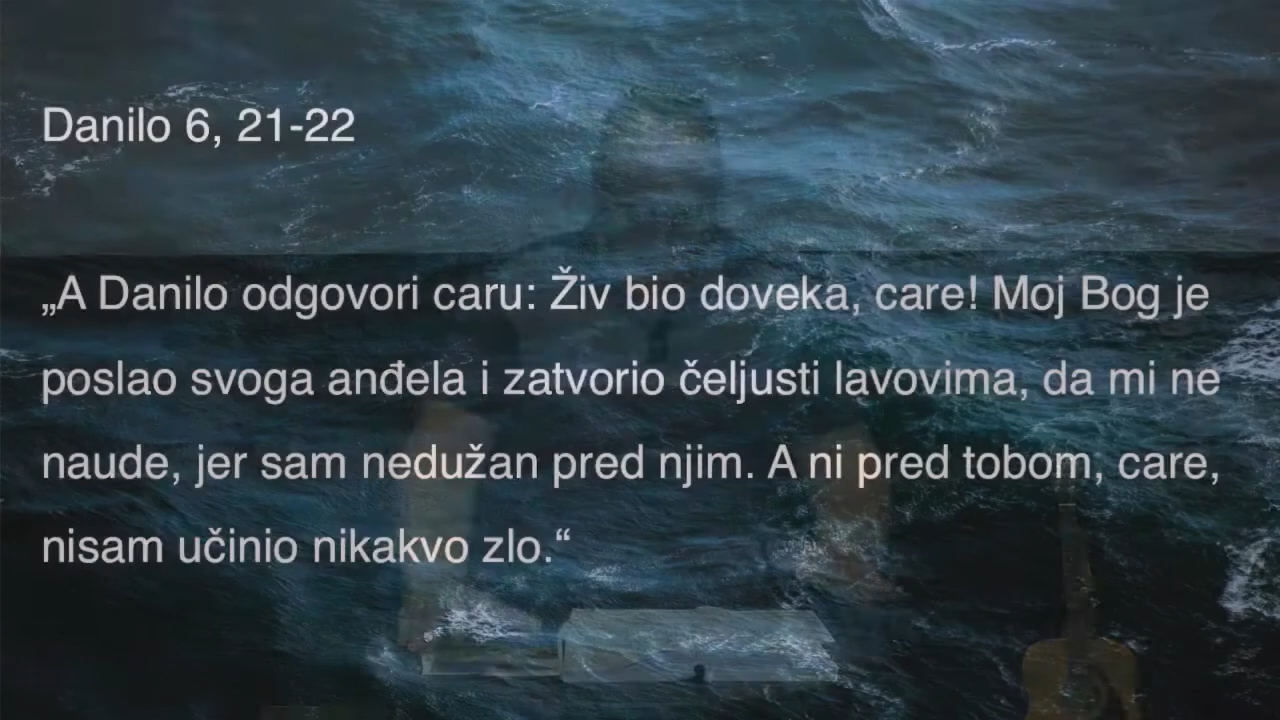 Danilo 6, 21-22
„A Danilo odgovori caru: Živ bio doveka, care! Moj Bog je
poslao svoga anđela i zatvorio čeljusti lavovima, da mi ne
naude, jer sam nedužan pred njim. A ni pred tobom, care,
nisam učinio nikakvo zlo.“